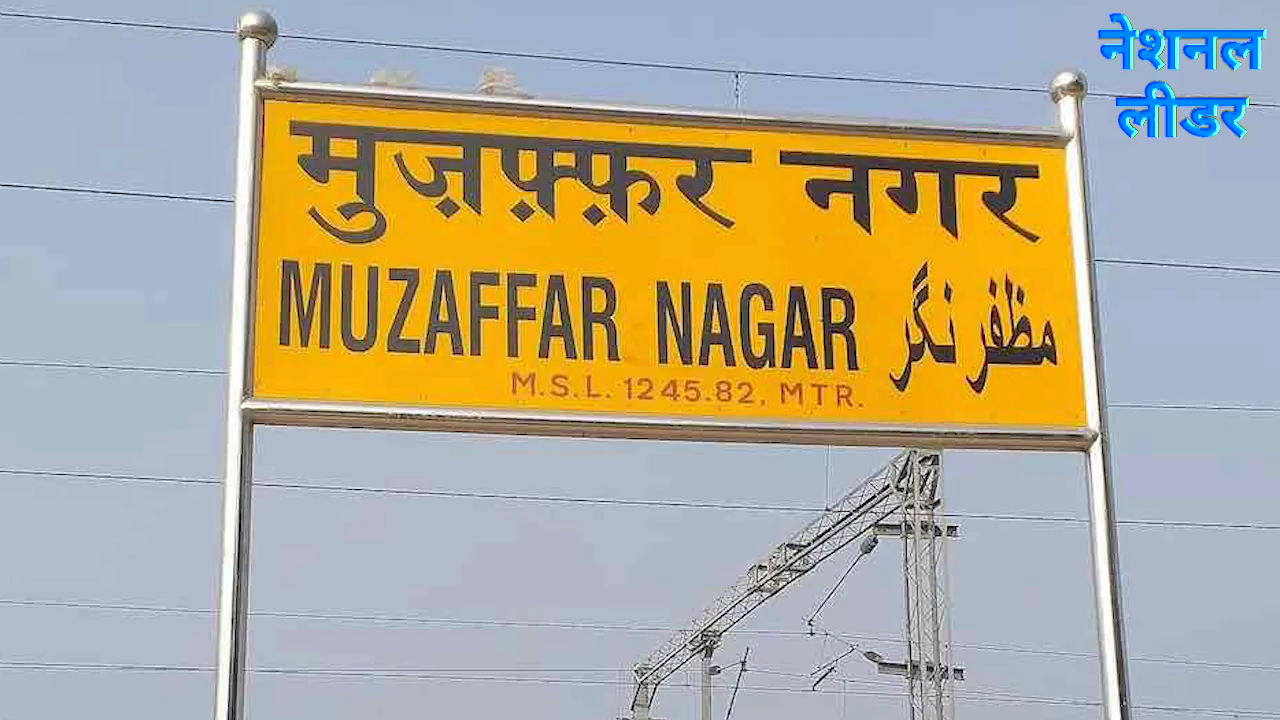 नेशनल
लीडर
मुज़फ़्फ़र नगर
MUZAFFAR NAGAR مظفر نگر
M.S.L. 1245.82, MTR.